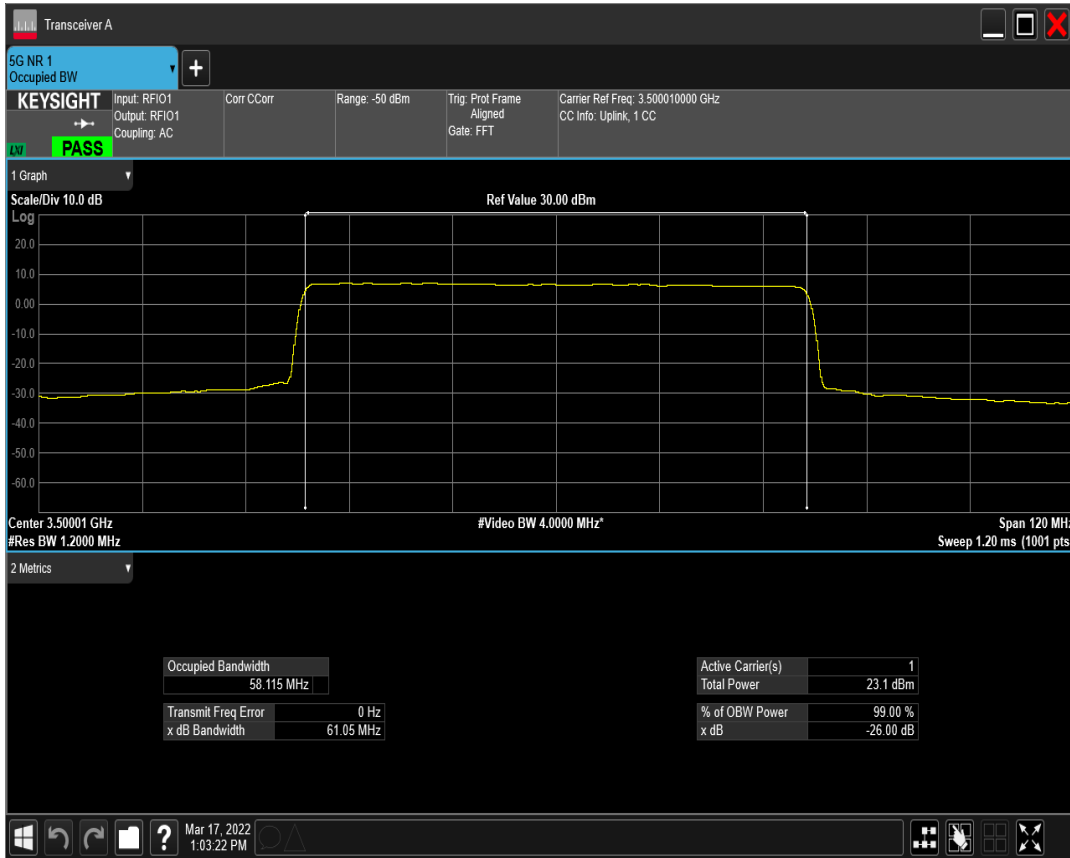 Transceiver A
5G NR 1
Occupied BW
+
KEYSIGHT
LXI
PASS
Input: RFIO1
Output: RFIO1
Coupling: AC
Corr CCorr
Range: -50 dBm
Trig: Prot Frame
Aligned
Gate: FFT
Carrier Ref Freq: 3.500010000 GHz
CC Info: Uplink, 1 CC
1 Graph
Scale/Div 10.0 dB
Ref Value 30.00 dBm
Log
20.0
10.0
0.00
-10.0
-20.0
-30.0
-40.0
-50.0
-60.0
Center 3.50001 GHz
#Video BW 4.0000 MHz*
Span 120 MHz
#Res BW 1.2000 MHz
Sweep 1.20 ms (1001 pts
2 Metrics
Occupied Bandwidth
58.115 MHz
Transmit Freq Error 0 Hz
x dB Bandwidth 61.05 MHz
Active Carrier(s) 1
Total Power 23.1 dBm
% of OBW Power 99.00 %
x dB -26.00 dB
?
Mar 17, 2022
1:03:22 PM